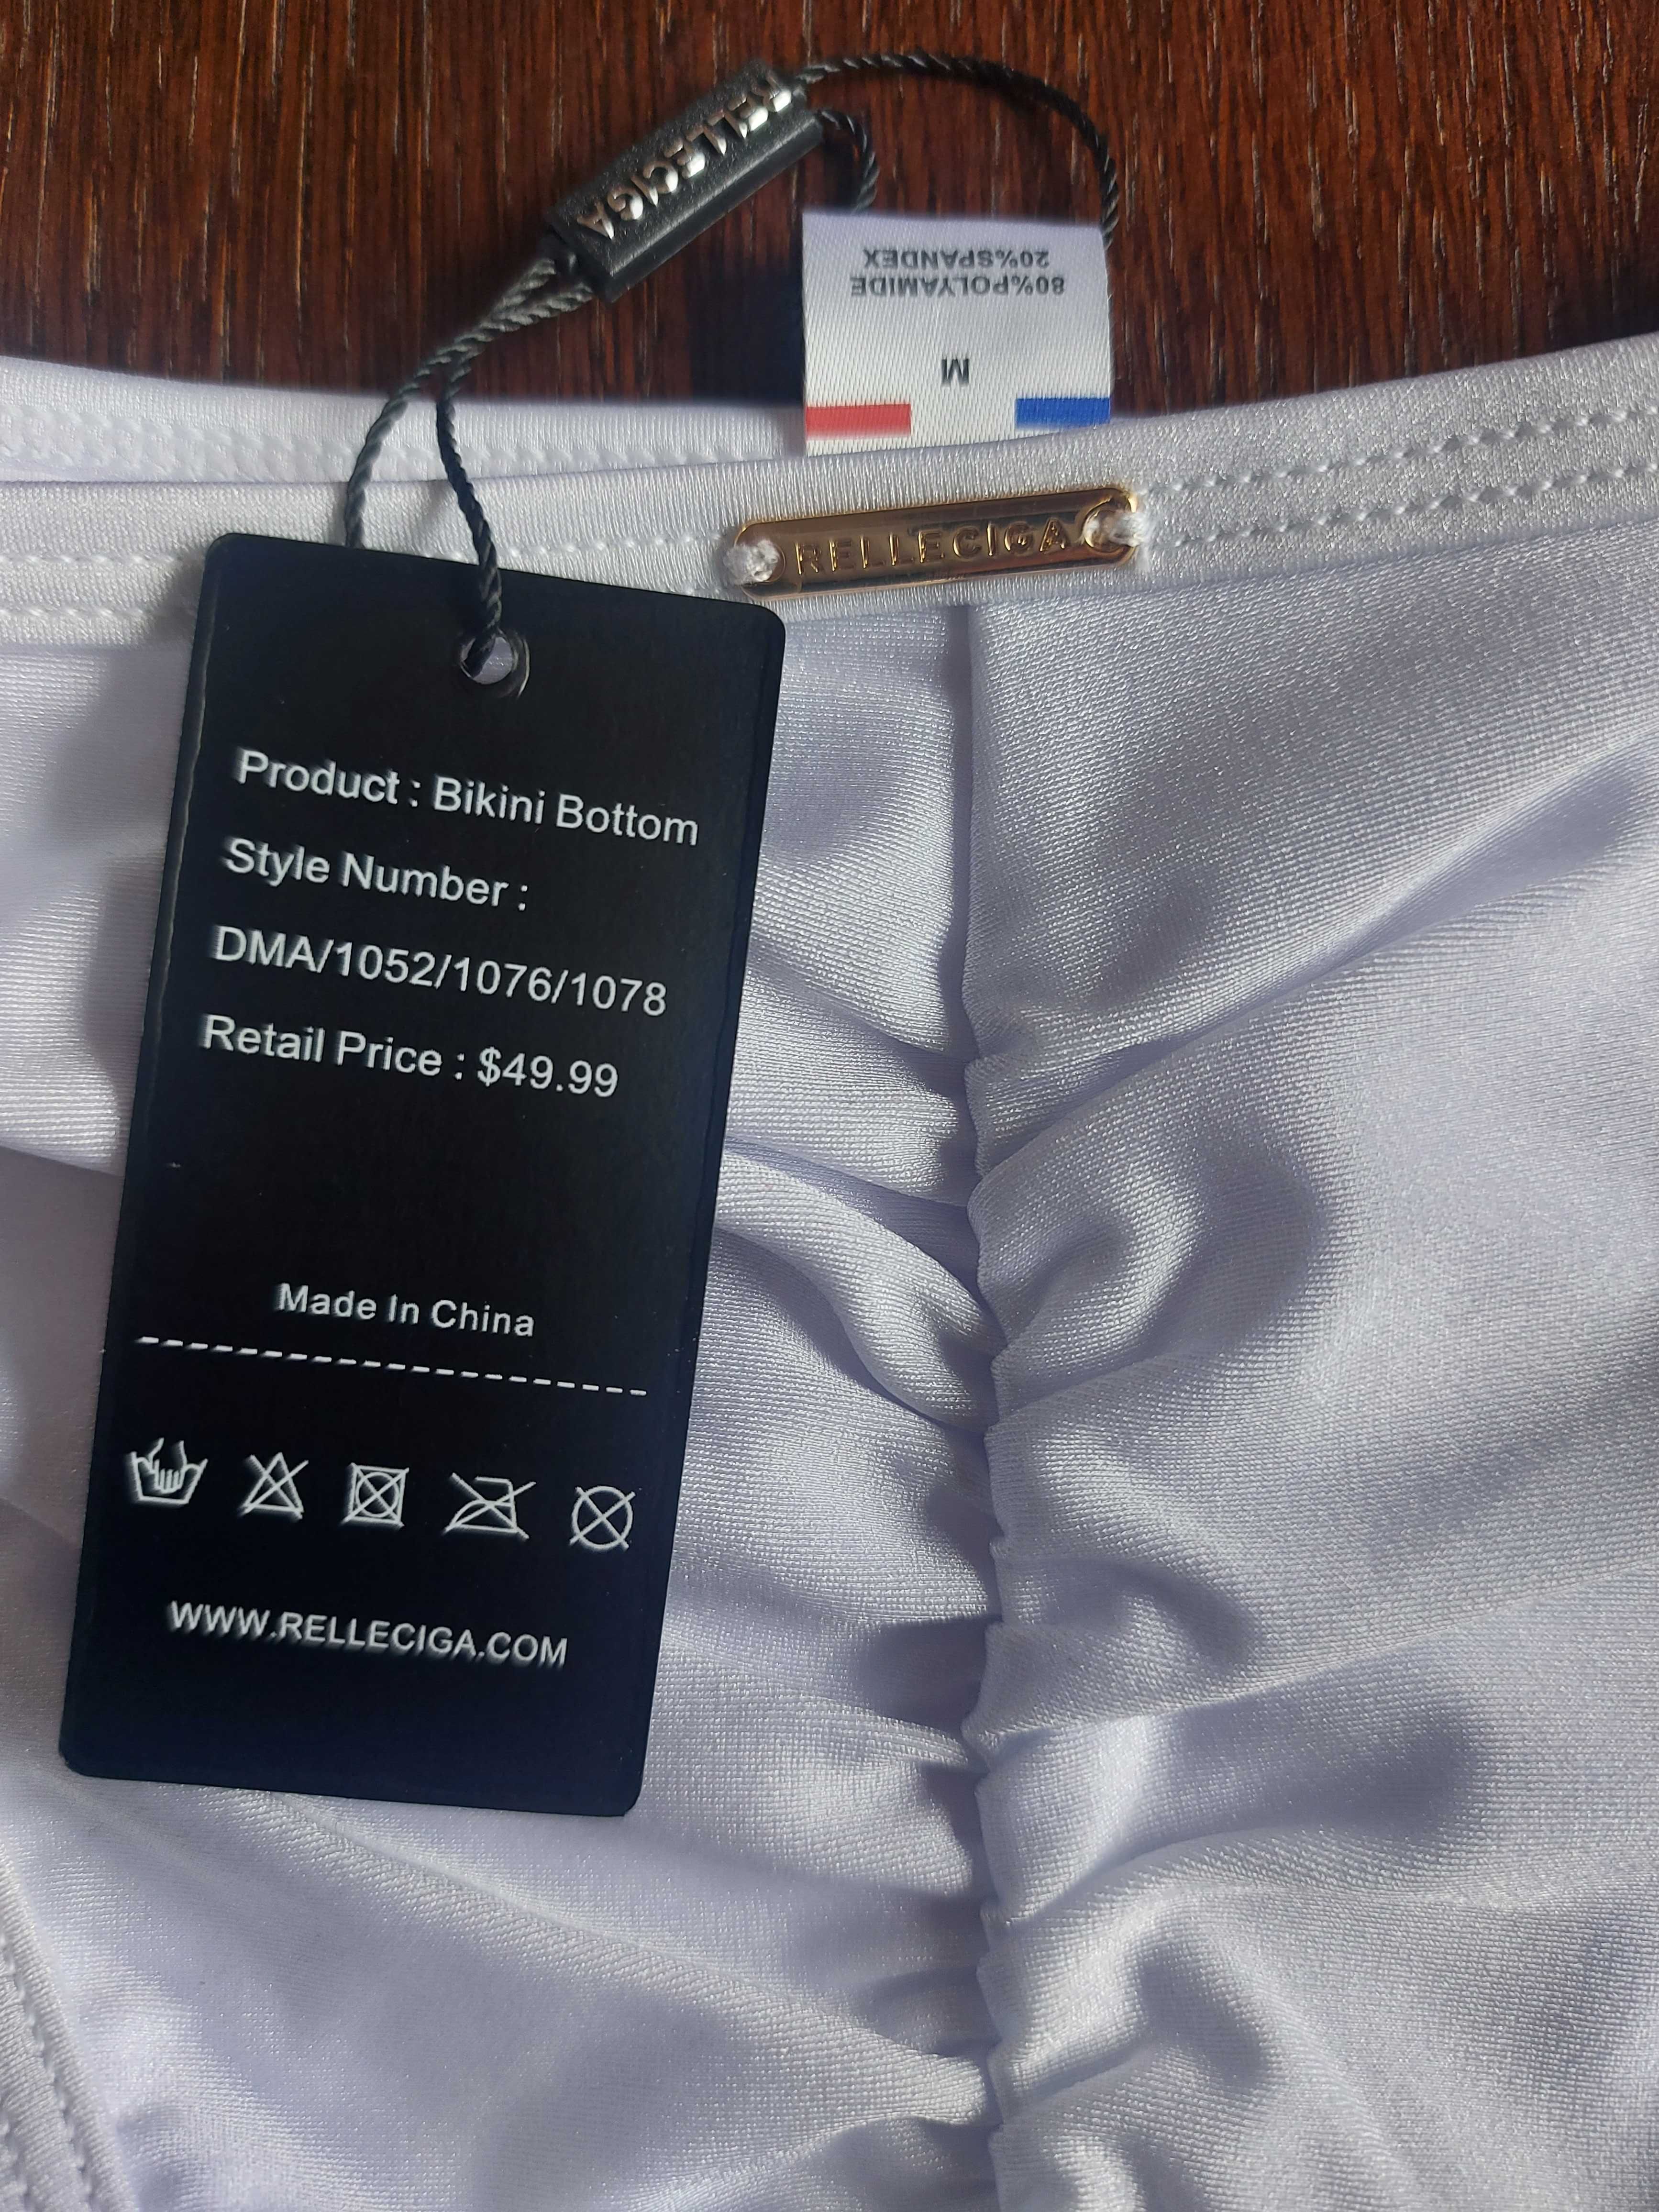 RELLECIGA
80%POLYAMIDE
20%SPANDEX
M
RELLECIGA
Product : Bikini Bottom
Style Number :
DMA/1052/1076/1078
Retail Price : $49.99
Made In China
WWW.RELLECIGA.COM